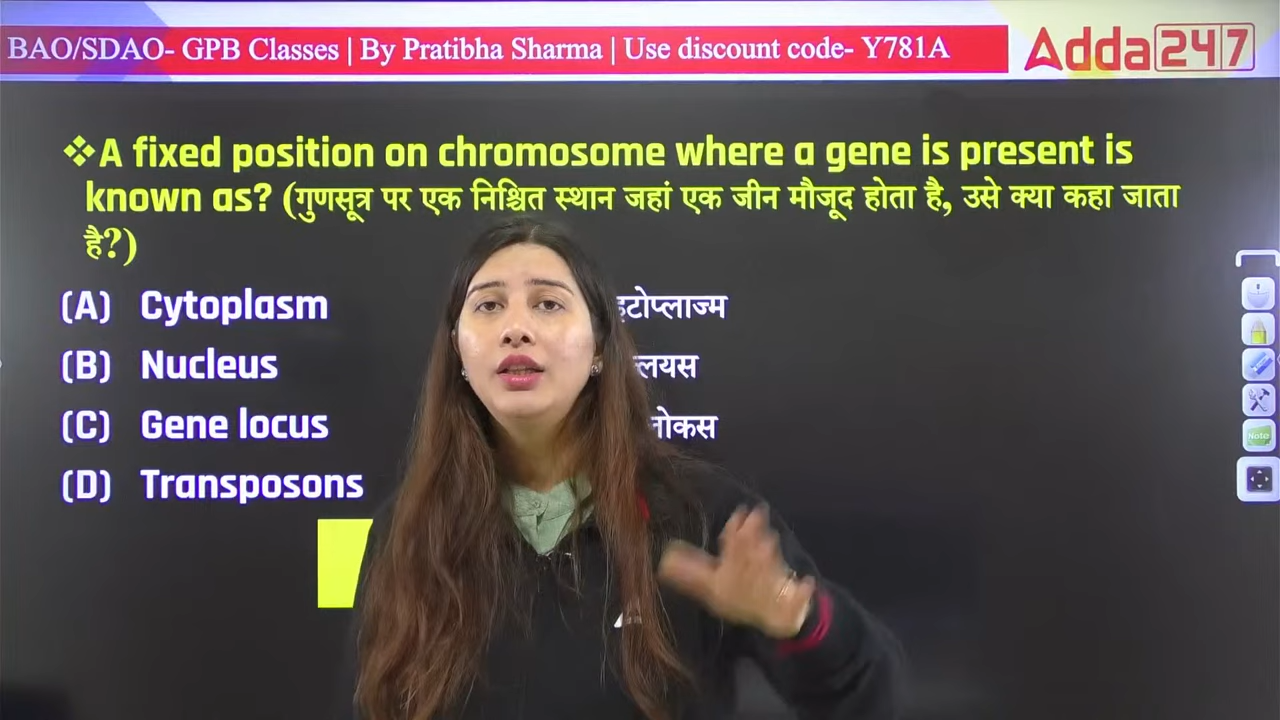 BAO/SDAO- GPB Classes | By Pratibha Sharma | Use discount code- Y781A
Adda247
❖A fixed position on chromosome where a gene is present is
known as? (गुणसूत्र पर एक निश्चित स्थान जहां एक जीन मौजूद होता है, उसे क्या कहा जाता
है?)
(A) Cytoplasm
(B) Nucleus
(C) Gene locus
(D) Transposons
Note